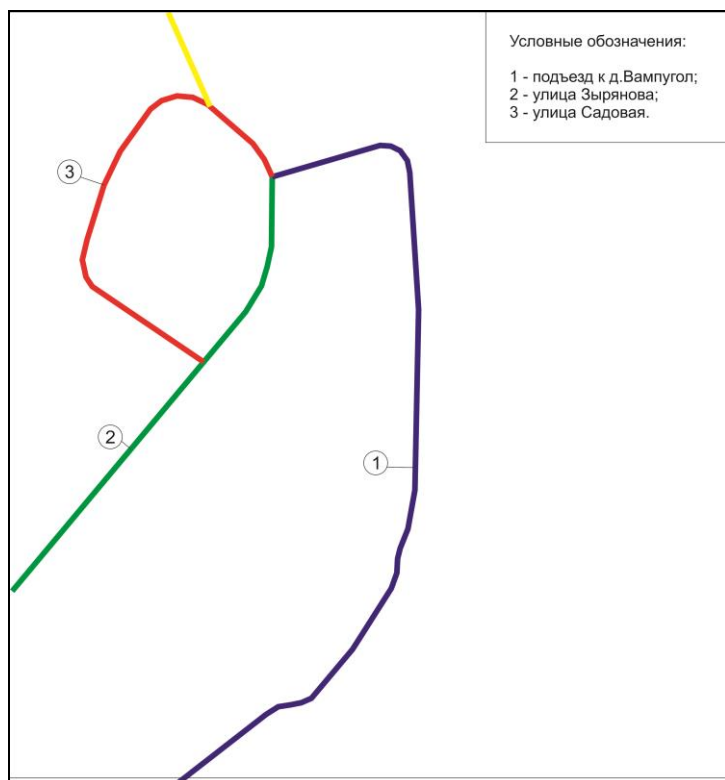 Условные обозначения:
1 - подъезд к д.Вампугол;
2 - улица Зырянова;
3 - улица Садовая.
3
2
1